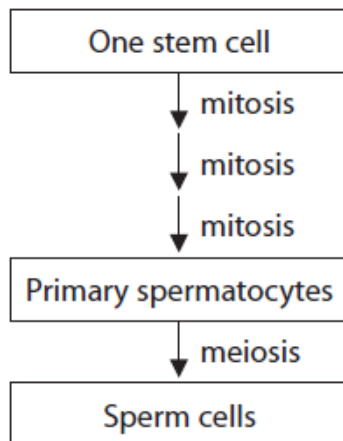 One stem cell
mitosis
mitosis
mitosis
Primary spermatocytes
meiosis
Sperm cells